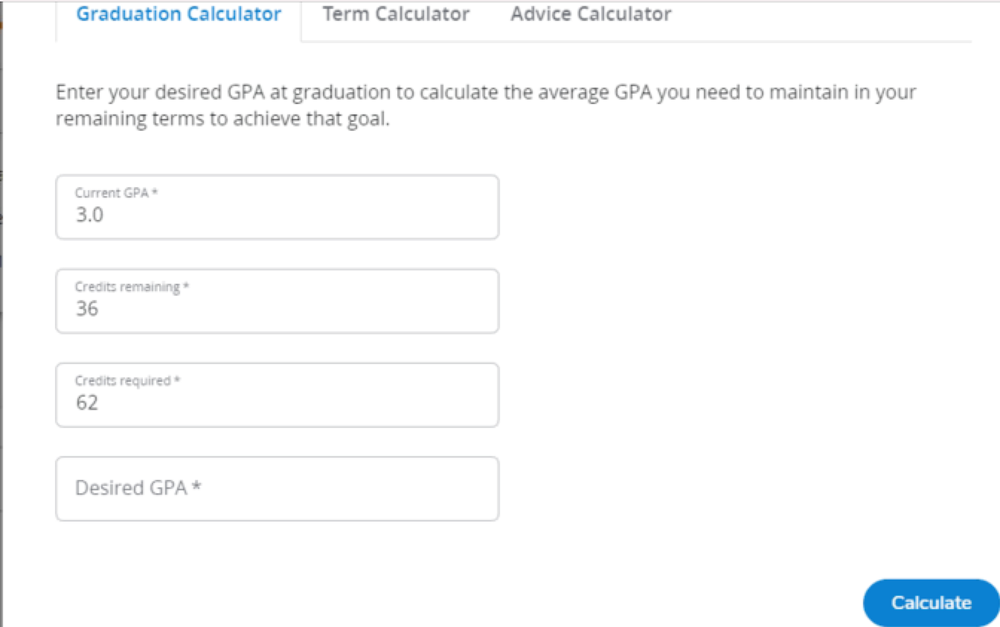 Graduation Calculator Term Calculator Advice Calculator
Enter your desired GPA at graduation to calculate the average GPA you need to maintain in your
remaining terms to achieve that goal.
Current GPA *
3.0
Credits remaining *
36
Credits required *
62
Desired GPA *
Calculate